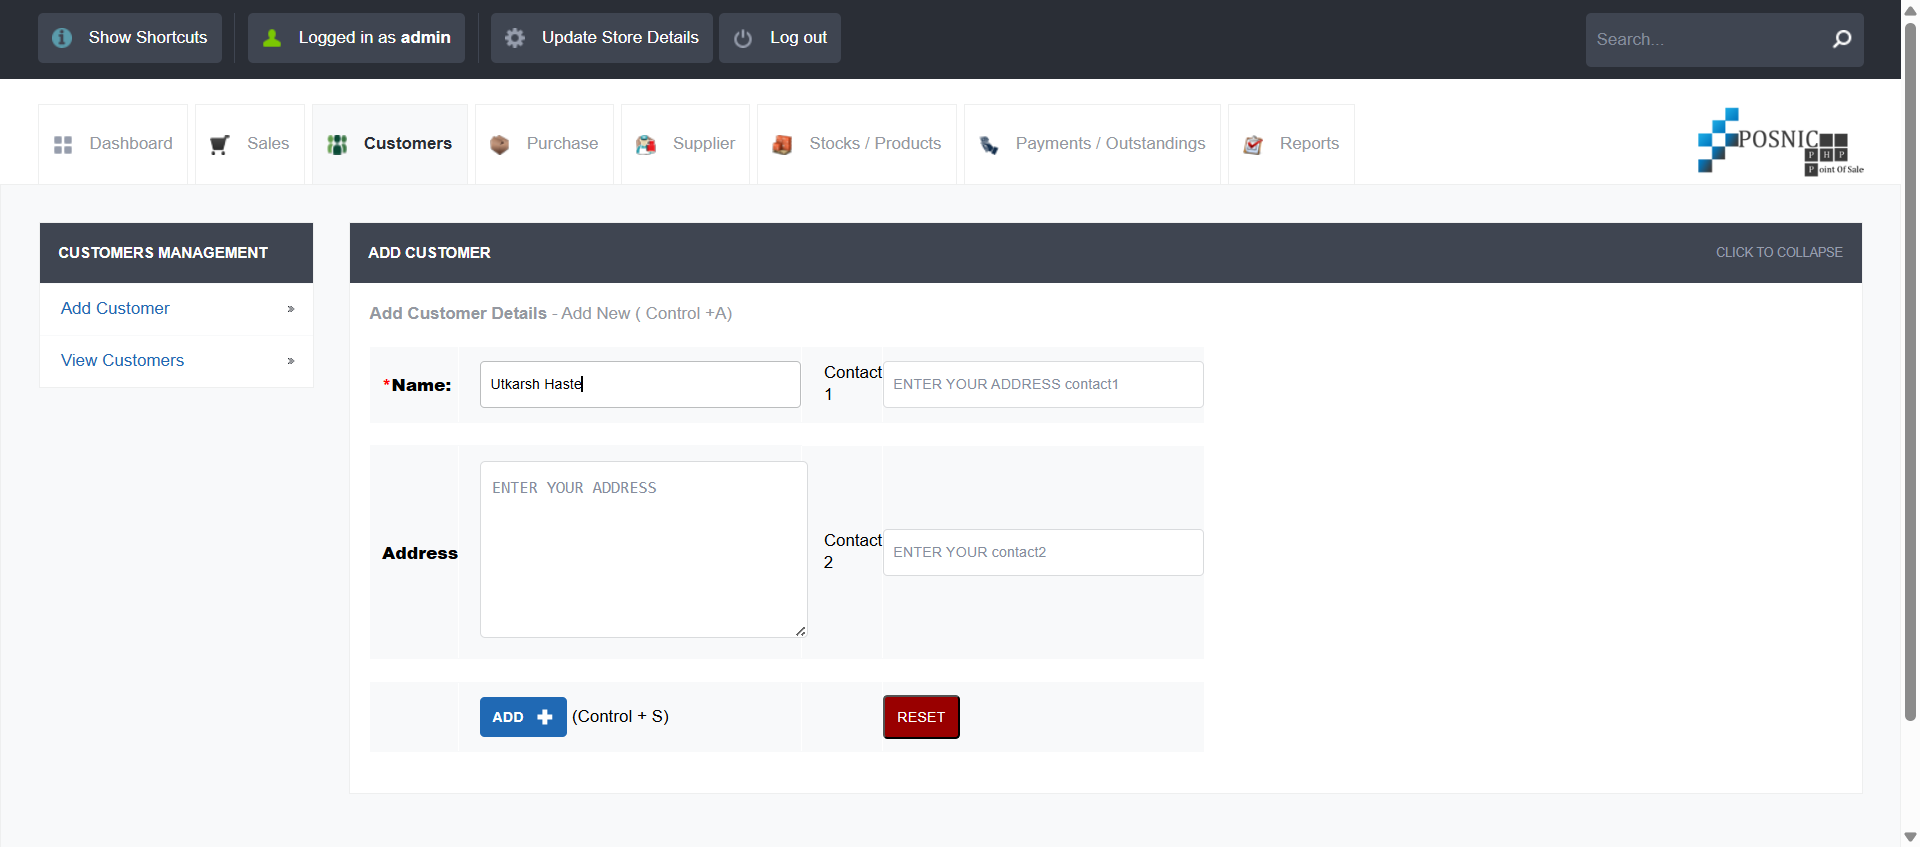 Show Shortcuts
Logged in as admin
Update Store Details
Log out
Search...
Dashboard
Sales
Customers
Purchase
Supplier
Stocks / Products
Payments / Outstandings
Reports
POSNIC
PHP
Point Of Sale
CUSTOMERS MANAGEMENT
Add Customer »
View Customers »
ADD CUSTOMER
CLICK TO COLLAPSE
Add Customer Details - Add New ( Control +A)
*Name:
Utkarsh Haste
Contact
1
ENTER YOUR ADDRESS contact1
Address
ENTER YOUR ADDRESS
Contact
2
ENTER YOUR contact2
ADD
(Control + S)
RESET